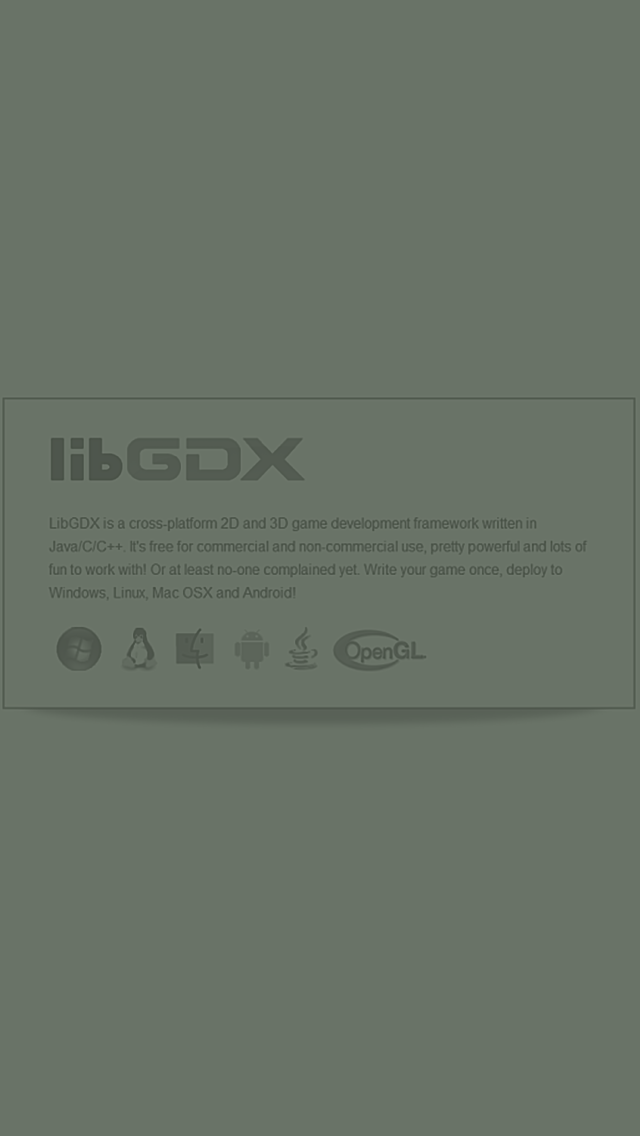 libGDX
LibGDX is a cross-platform 2D and 3D game development framework written in
Java/C/C++. It's free for commercial and non-commercial use, pretty powerful and lots of
fun to work with! Or at least no-one complained yet. Write your game once, deploy to
Windows, Linux, Mac OSX and Android!
OpenGL